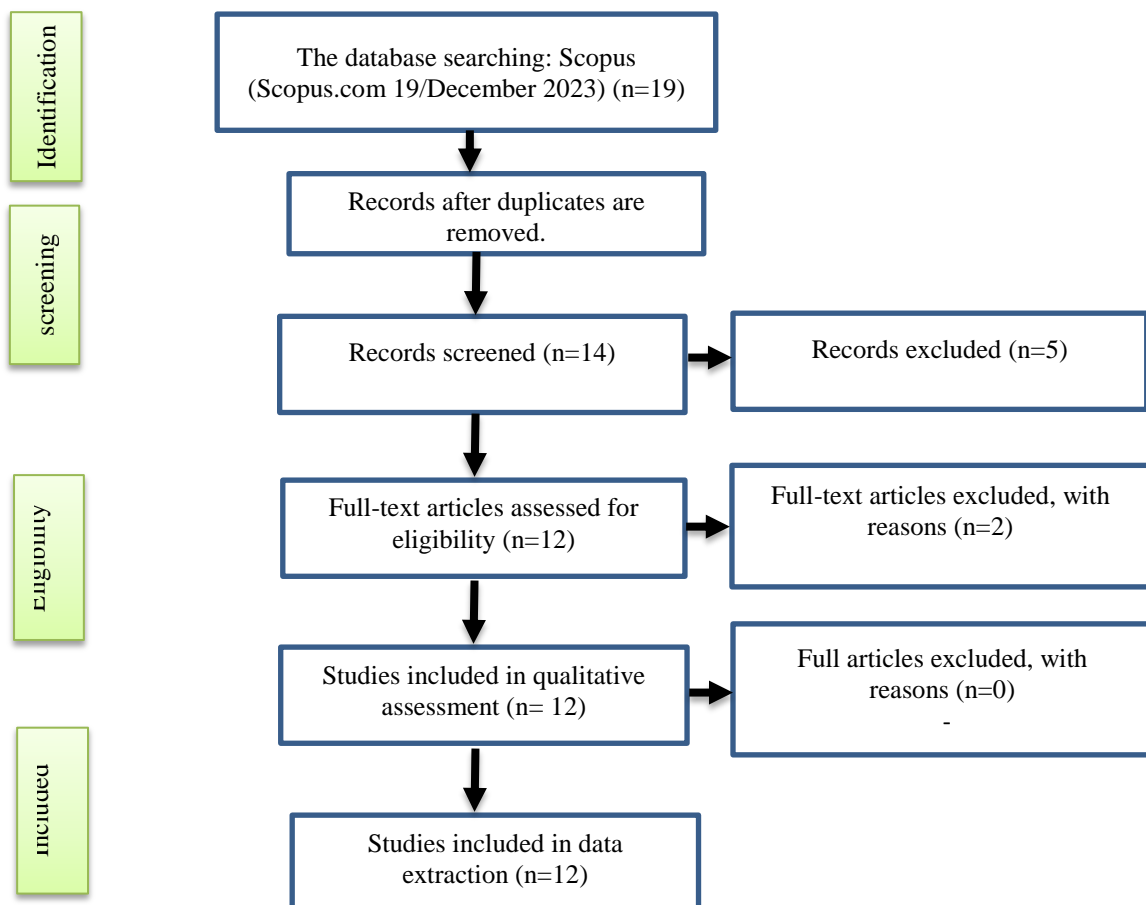 Identification
The database searching: Scopus
(Scopus.com 19/December 2023) (n=19)
Records after duplicates are
removed.
screening
Records screened (n=14)
Records excluded (n=5)
Eligibility
Full-text articles assessed for
eligibility (n=12)
Full-text articles excluded, with
reasons (n=2)
Studies included in qualitative
assessment (n= 12)
Full articles excluded, with
reasons (n=0)
-
Included
Studies included in data
extraction (n=12)